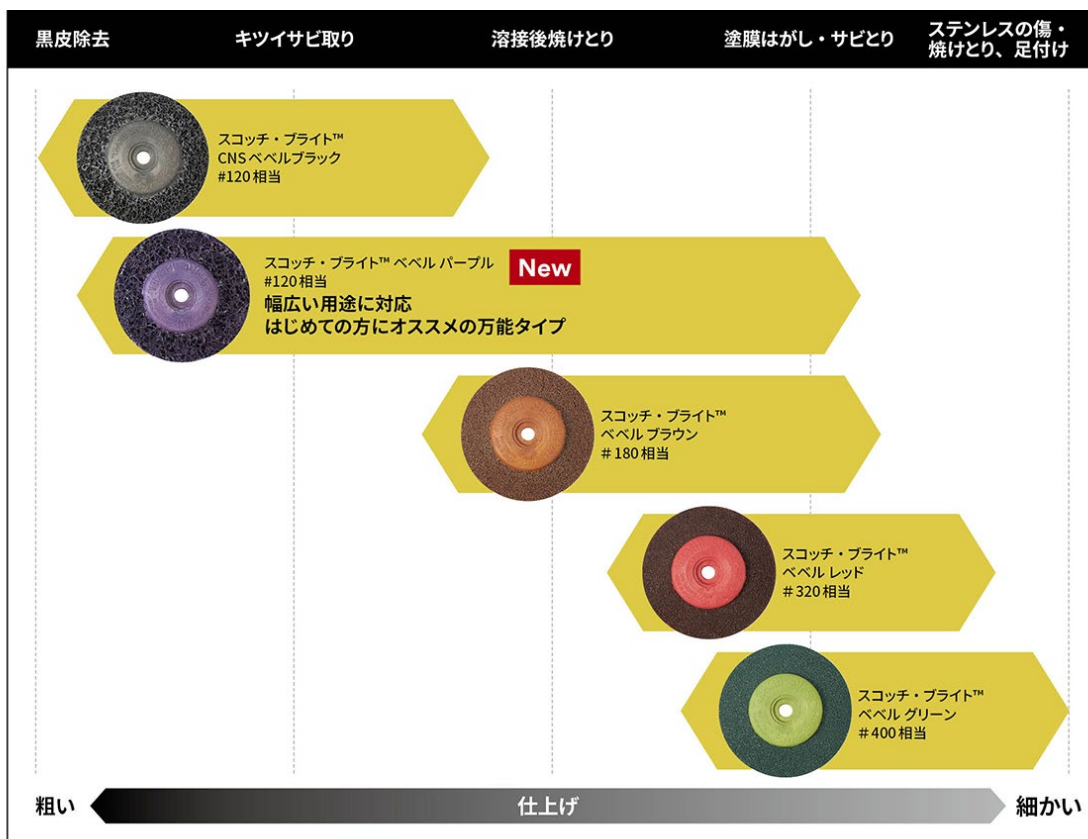 黒皮除去
キツイサビ取り
溶接後焼けとり
塗膜はがし・サビとり
ステンレスの傷・
焼けとり、足付け
スコッチ・ブライト™
CNSベベルブラック
#120相当
スコッチ・ブライト™ ベベル パープル
#120相当
New
幅広い用途に対応
はじめての方にオススメの万能タイプ
スコッチ・ブライト™
ベベル ブラウン
＃180相当
スコッチ・ブライト™
ベベル レッド
＃320相当
スコッチ・ブライト™
ベベル グリーン
＃400相当
粗い
仕上げ
細かい